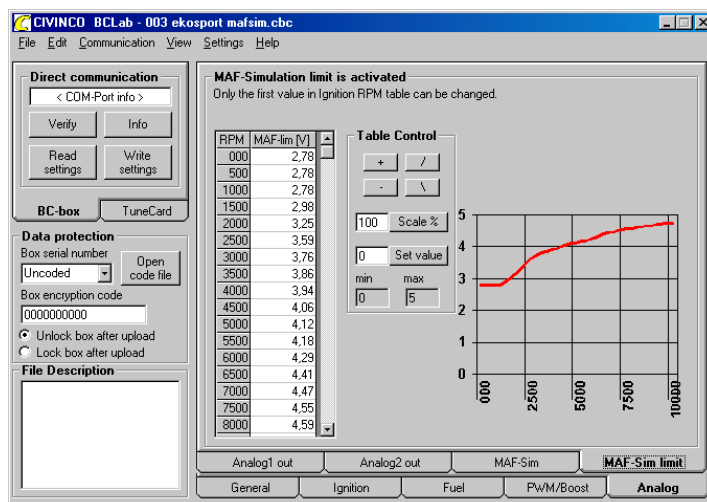 CIVINCO BCLab - 003 ekosport mafsim.cbc
File Edit Communication View Settings Help
Direct communication
< COM-Port info >
Verify Info
Read settings Write settings
BC-box TuneCard
Data protection
Box serial number
Uncoded Open code file
Box encryption code
0000000000
Unlock box after upload
Lock box after upload
File Description
MAF-Simulation limit is activated
Only the first value in Ignition RPM table can be changed.
RPM MAF-lim [V]
000 2,78
500 2,78
1000 2,78
1500 2,98
2000 3,25
2500 3,59
3000 3,76
3500 3,86
4000 3,94
4500 4,06
5000 4,12
5500 4,18
6000 4,29
6500 4,41
7000 4,47
7500 4,55
8000 4,59
Table Control
+ /
- \
100 Scale %
0 Set value
min max
0 5
5
4
3
2
1
0
000 2500 5000 7500 10000
Analog1 out Analog2 out MAF-Sim MAF-Sim limit
General Ignition Fuel PWM/Boost Analog